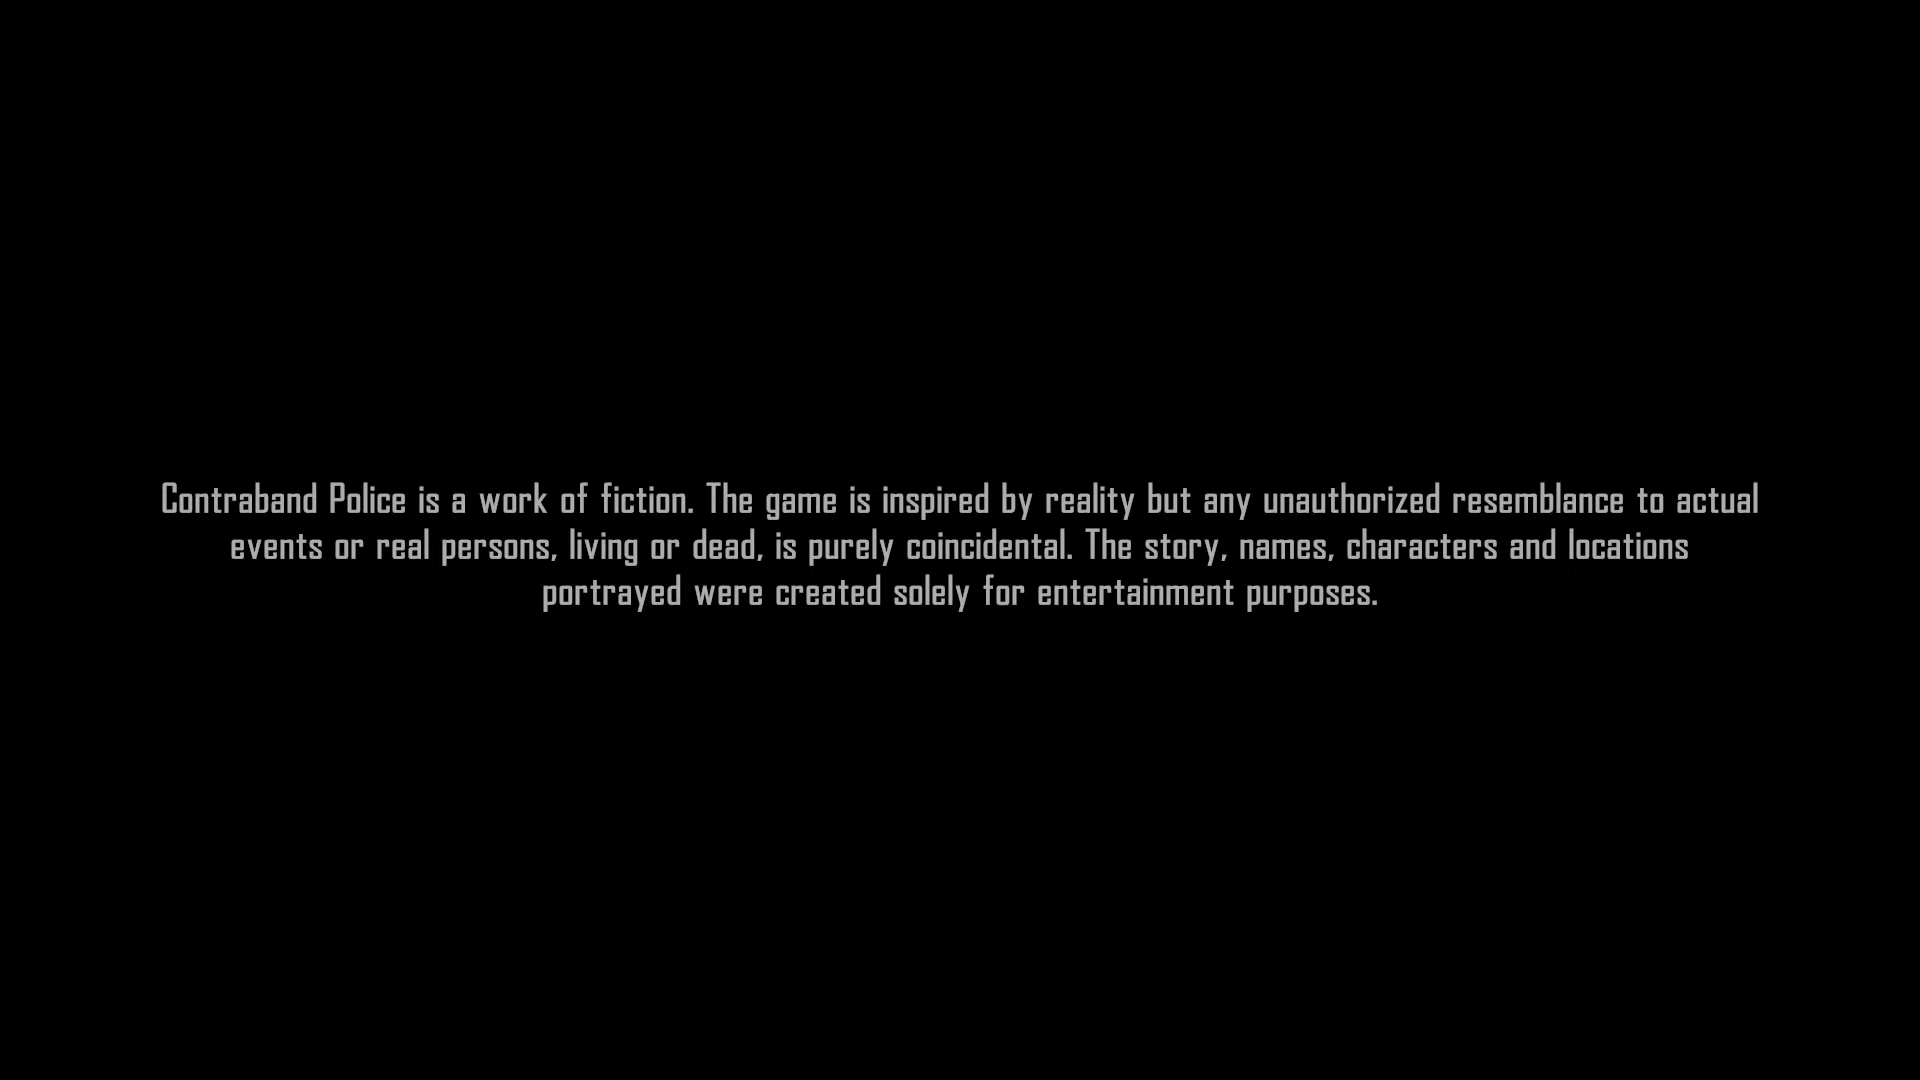 Contraband Police is a work of fiction. The game is inspired by reality but any unauthorized resemblance to actual
events or real persons, living or dead, is purely coincidental. The story, names, characters and locations
portrayed were created solely for entertainment purposes.